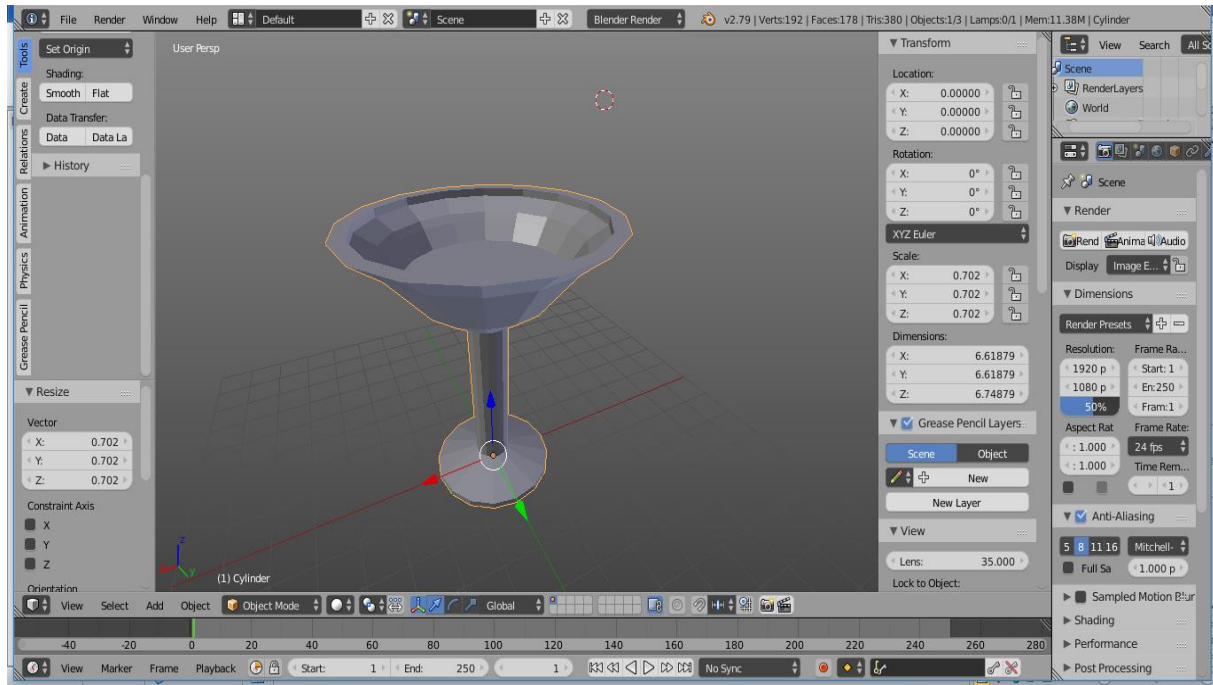 File Render Window Help Default Scene Blender Render v2.79 | Verts:192 | Faces:178 | Tris:380 | Objects:1/3 | Lamps:0/1 | Mem:11.38M | Cylinder
Tools
Create
Relations
Animation
Physics
Grease Pencil
Set Origin
Shading:
Smooth Flat
Data Transfer:
Data Data La
History
Resize
Vector
X: 0.702
Y: 0.702
Z: 0.702
Constraint Axis
X
Y
Z
Orientation
User Persp
z
y
(1) Cylinder
Transform
Location:
X: 0.00000
Y: 0.00000
Z: 0.00000
Rotation:
X: 0°
Y: 0°
Z: 0°
XYZ Euler
Scale:
X: 0.702
Y: 0.702
Z: 0.702
Dimensions:
X: 6.61879
Y: 6.61879
Z: 6.74879
Grease Pencil Layers
Scene Object
New
New Layer
View
Lens: 35.000
Lock to Object:
View Search All Sc
Scene
RenderLayers
World
Scene
Render
Rend Anima Audio
Display Image E...
Dimensions
Render Presets
Resolution: Frame Ra...
1920 p Start: 1
1080 p En:250
50% Fram:1
Aspect Rat Frame Rate:
: 1.000 24 fps
: 1.000 Time Rem...
1
Anti-Aliasing
5 8 11 16 Mitchell-
Full Sa 1.000 p
Sampled Motion Blur
Shading
Performance
Post Processing
View Select Add Object Object Mode Global
-40 -20 0 20 40 60 80 100 120 140 160 180 200 220 240 260 280
View Marker Frame Playback Start: 1 End: 250 1 No Sync